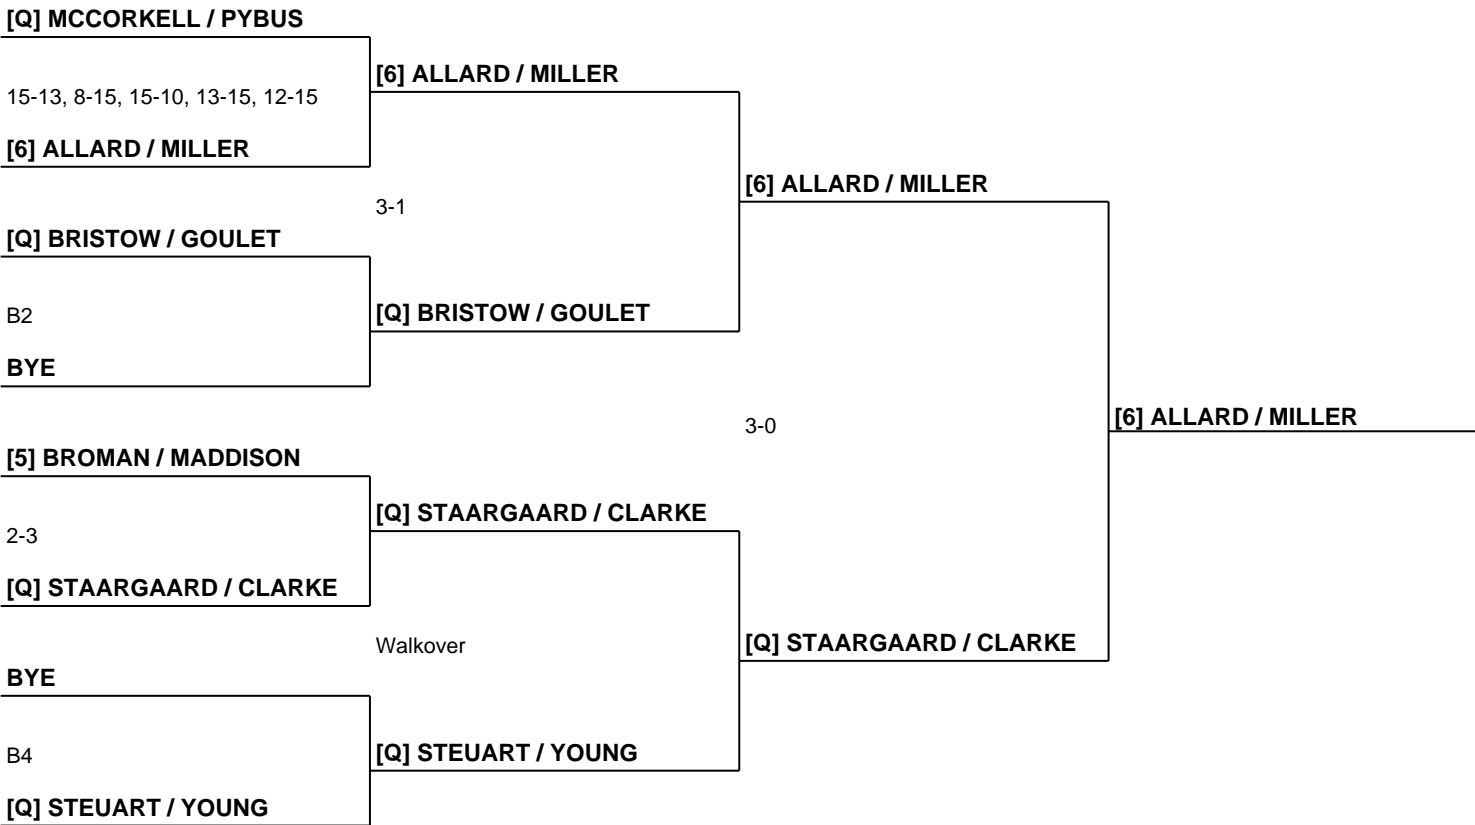 [Q] MCCORKELL / PYBUS
[6] ALLARD / MILLER
15-13, 8-15, 15-10, 13-15, 12-15
[6] ALLARD / MILLER
[6] ALLARD / MILLER
3-1
[Q] BRISTOW / GOULET
B2
[Q] BRISTOW / GOULET
BYE
3-0
[6] ALLARD / MILLER
[5] BROMAN / MADDISON
[Q] STAARGAARD / CLARKE
2-3
[Q] STAARGAARD / CLARKE
Walkover
[Q] STAARGAARD / CLARKE
BYE
B4
[Q] STEUART / YOUNG
[Q] STEUART / YOUNG